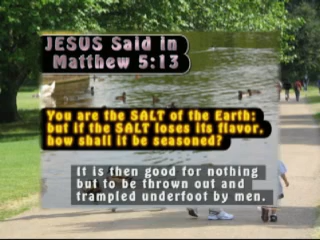 JESUS Said in
Matthew 5:13
You are the SALT of the Earth;
but if the SALT loses its flavor,
how shall it be seasoned?
It is then good for nothing
but to be thrown out and
trampled underfoot by men.